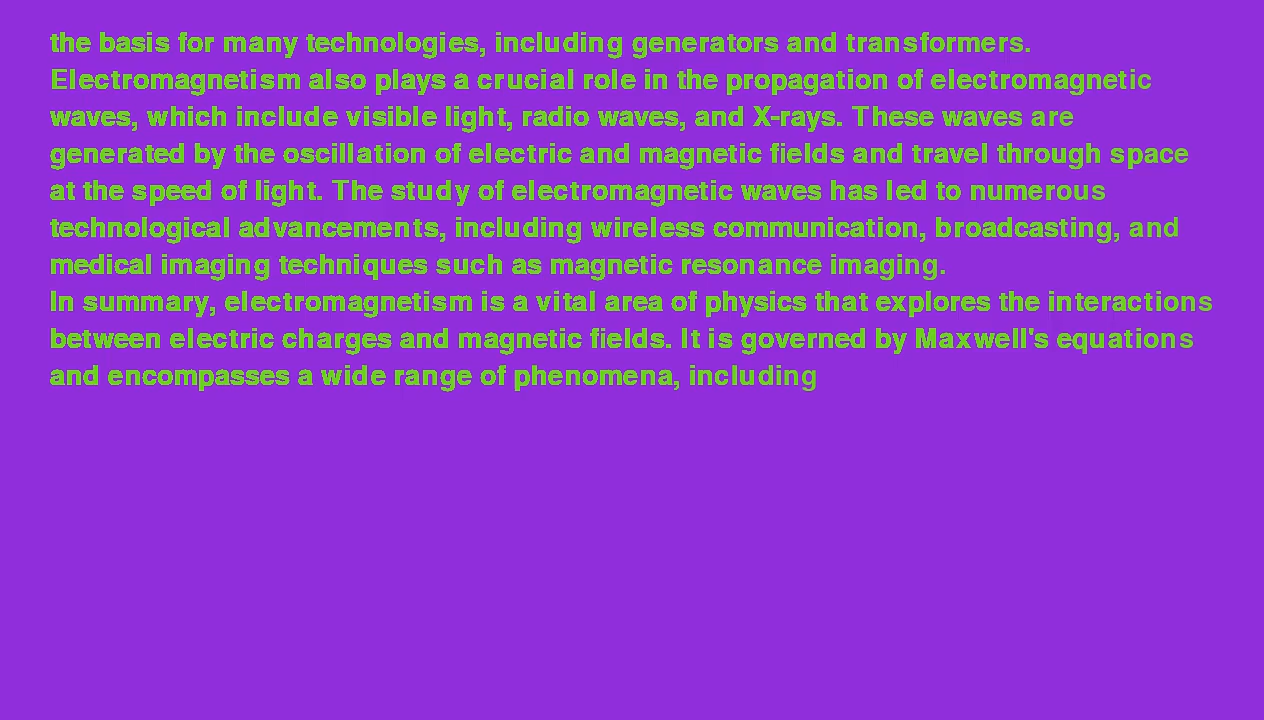 the basis for many technologies, including generators and transformers.
Electromagnetism also plays a crucial role in the propagation of electromagnetic
waves, which include visible light, radio waves, and X-rays. These waves are
generated by the oscillation of electric and magnetic fields and travel through space
at the speed of light. The study of electromagnetic waves has led to numerous
technological advancements, including wireless communication, broadcasting, and
medical imaging techniques such as magnetic resonance imaging.
In summary, electromagnetism is a vital area of physics that explores the interactions
between electric charges and magnetic fields. It is governed by Maxwell's equations
and encompasses a wide range of phenomena, including